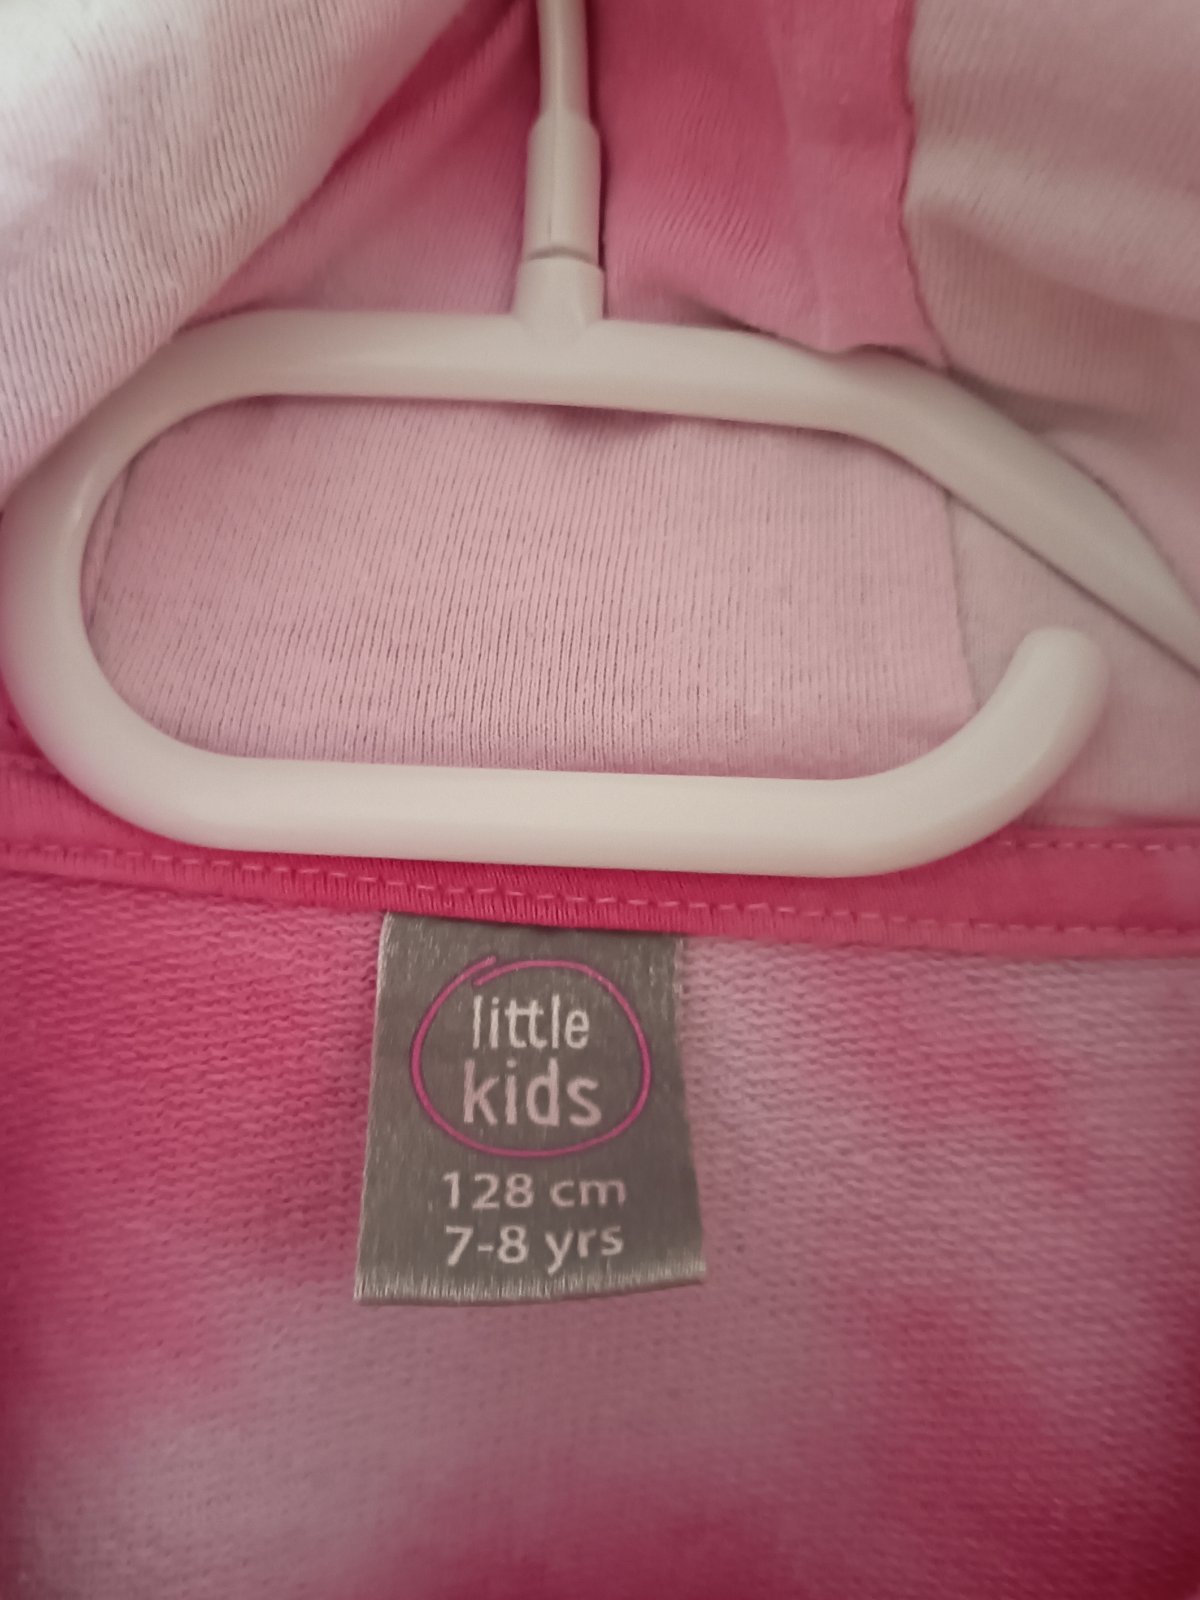 little
kids
128 cm
7-8 yrs